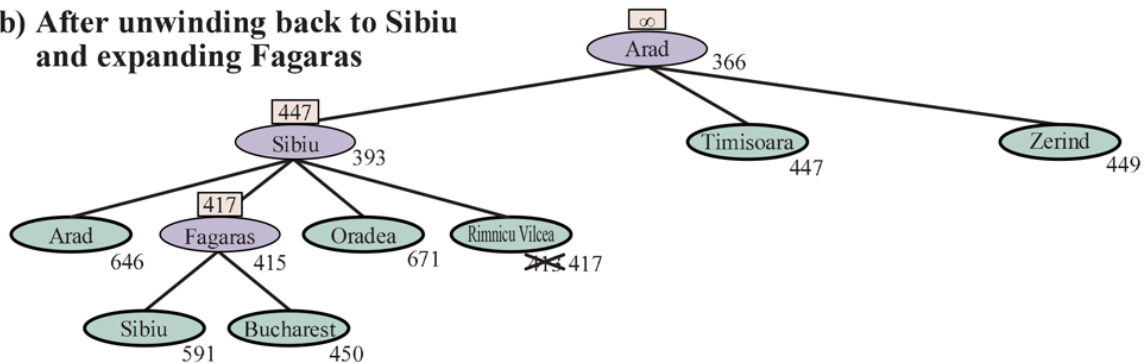 b) After unwinding back to Sibiu
and expanding Fagaras
∞
Arad
366
447
Sibiu
393
Timisoara
447
Zerind
449
417
Arad
646
Fagaras
415
Oradea
671
Rimnicu Vilcea
413 417
Sibiu
591
Bucharest
450